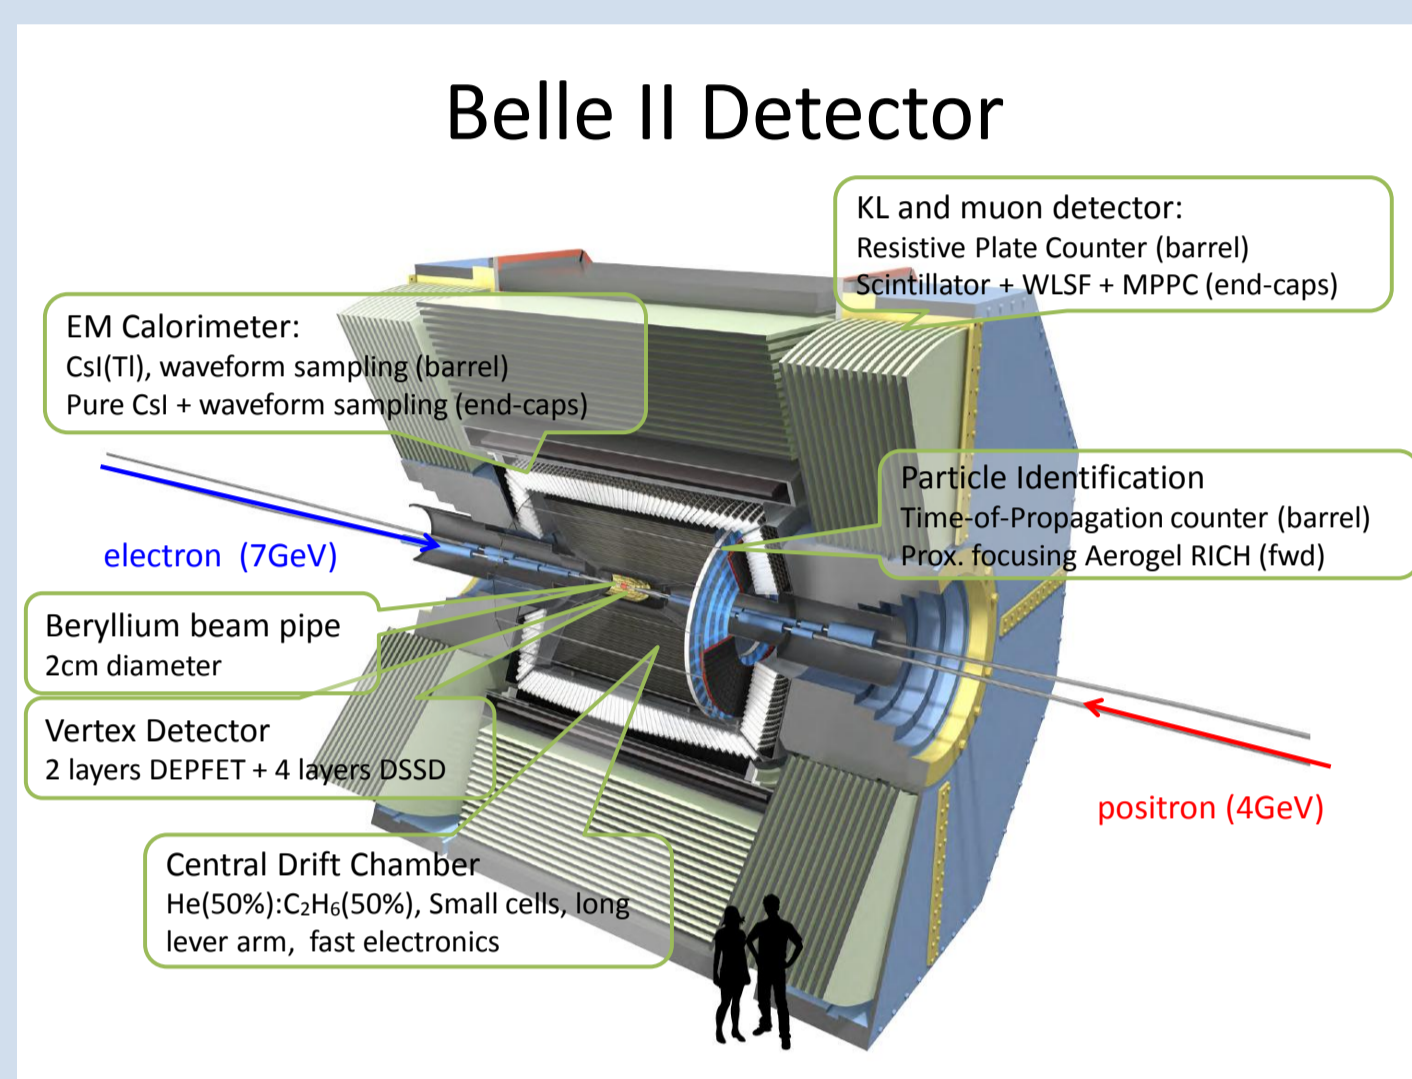 Belle II Detector
KL and muon detector:
Resistive Plate Counter (barrel)
Scintillator + WLSF + MPPC (end-caps)
EM Calorimeter:
CsI(Tl), waveform sampling (barrel)
Pure CsI + waveform sampling (end-caps)
Particle Identification
Time-of-Propagation counter (barrel)
Prox. focusing Aerogel RICH (fwd)
electron (7GeV)
Beryllium beam pipe
2cm diameter
Vertex Detector
2 layers DEPFET + 4 layers DSSD
positron (4GeV)
Central Drift Chamber
He(50%):C₂H₆(50%), Small cells, long
lever arm, fast electronics